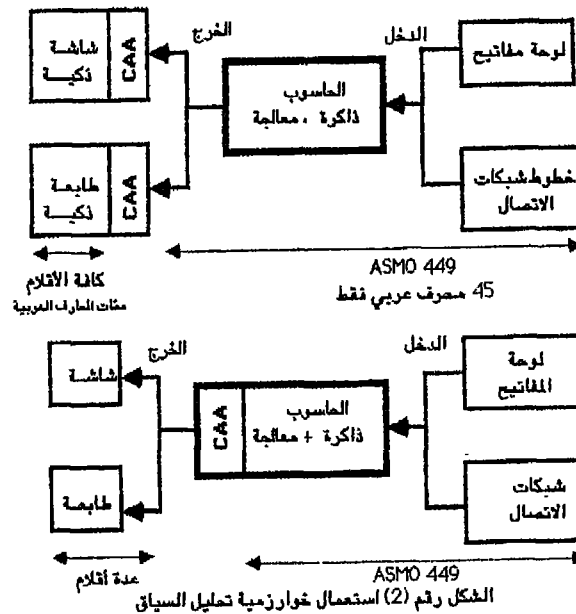 الخرج
الدخل
شاشة
ذكية
CAA
الحاسوب
ذاكرة ، معالجة
لوحة مفاتيح
طابعة
ذكية
CAA
خطوط شبكات
الاتصال
ASMO 449
45 محرف عربي فقط
كافة الأقلام
مئات المحارف العربية
الخرج
الدخل
شاشة
CAA
الحاسوب
ذاكرة + معالجة
لوحة
المفاتيح
طابعة
شبكات
الاتصال
عدة أقلام
ASMO 449
الشكل رقم (2) استعمال خوارزمية تحليل السياق